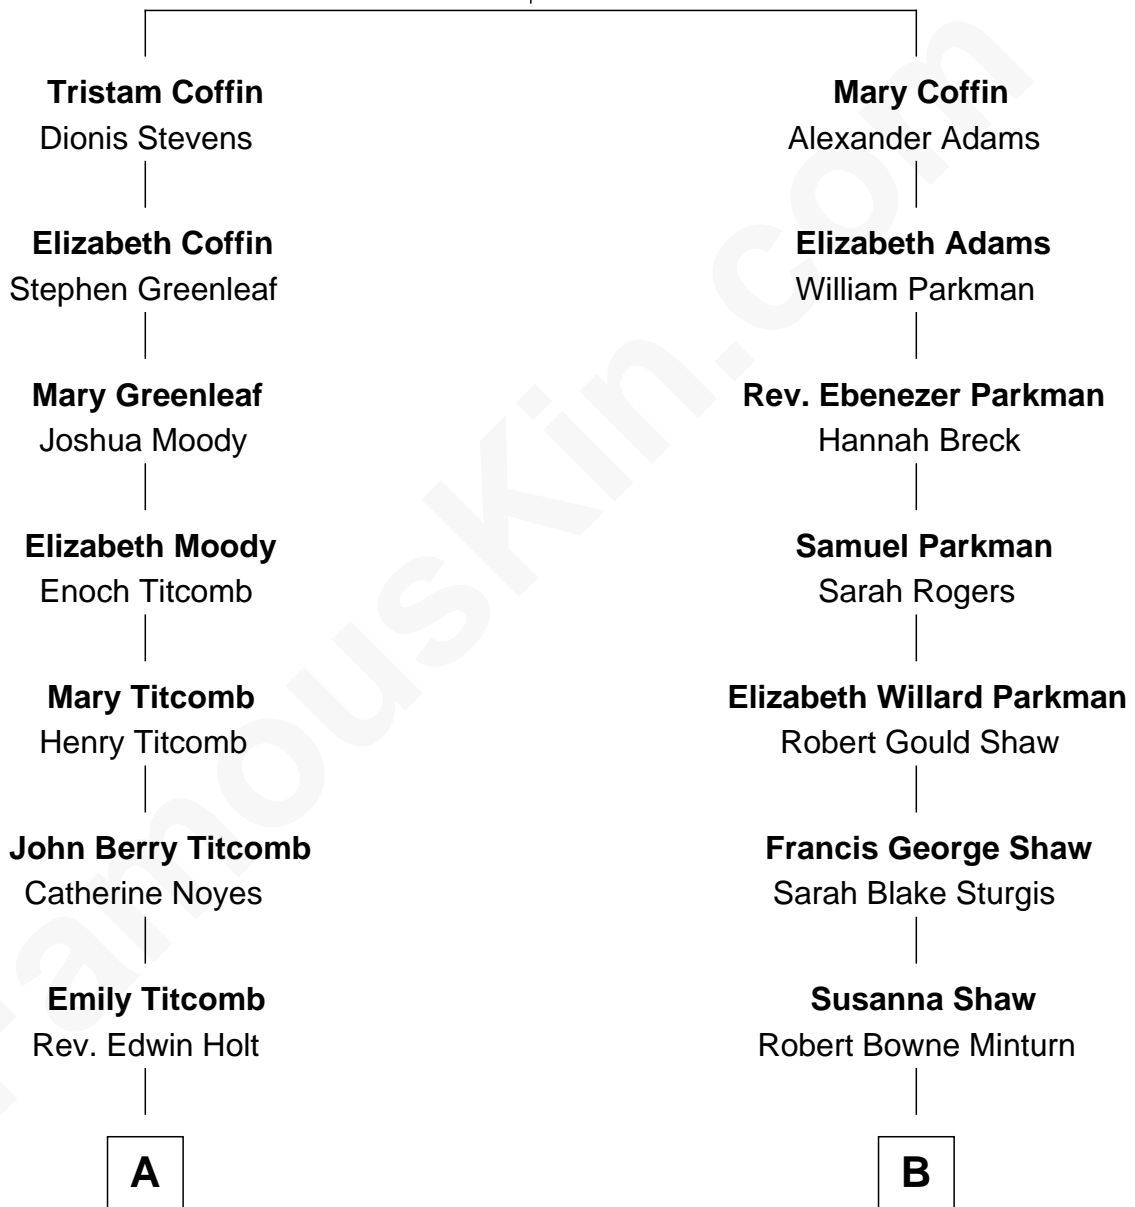 Tristam Coffin
Dionis Stevens
Elizabeth Coffin
Stephen Greenleaf
Mary Greenleaf
Joshua Moody
Elizabeth Moody
Enoch Titcomb
Mary Titcomb
Henry Titcomb
John Berry Titcomb
Catherine Noyes
Emily Titcomb
Rev. Edwin Holt
A
Mary Coffin
Alexander Adams
Elizabeth Adams
William Parkman
Rev. Ebenezer Parkman
Hannah Breck
Samuel Parkman
Sarah Rogers
Elizabeth Willard Parkman
Robert Gould Shaw
Francis George Shaw
Sarah Blake Sturgis
Susanna Shaw
Robert Bowne Minturn
B
FamousKin.com